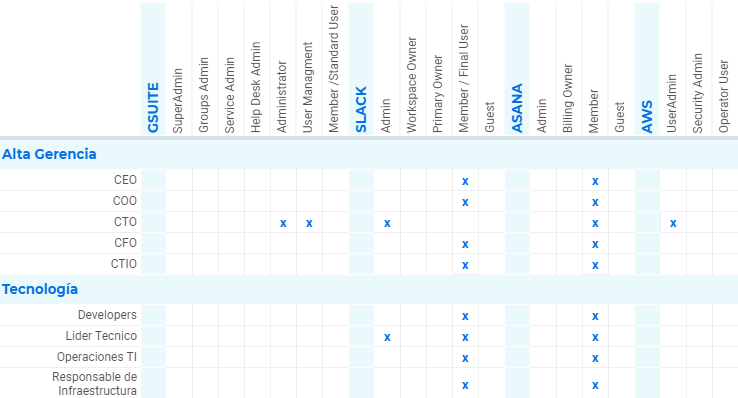 GSUITE
SuperAdmin
Groups Admin
Service Admin
Help Desk Admin
Administrator
User Managment
Member /Standard User
SLACK
Admin
Workspace Owner
Primary Owner
Member / Final User
Guest
ASANA
Admin
Billing Owner
Member
Guest
AWS
UserAdmin
Security Admin
Operator User
Alta Gerencia
CEO x x
COO x x
CTO x x x x x
CFO x x
CTIO x x
Tecnología
Developers x x
Lider Tecnico x x x
Operaciones TI x x
Responsable de
Infraestructura x x